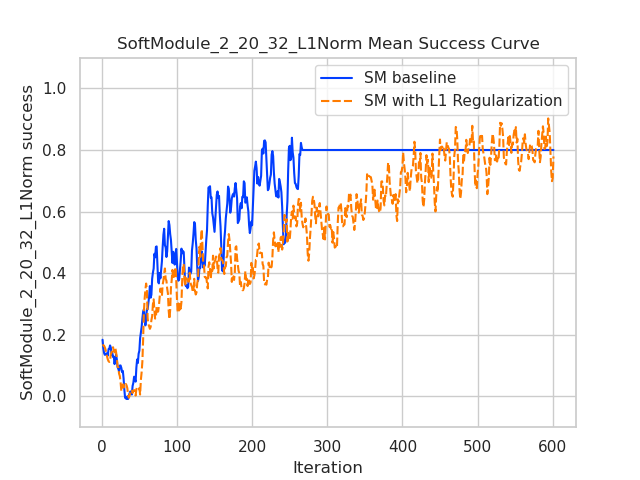 SoftModule_2_20_32_L1Norm Mean Success Curve
SM baseline
SM with L1 Regularization
SoftModule_2_20_32_L1Norm success
1.0
0.8
0.6
0.4
0.2
0.0
0 100 200 300 400 500 600
Iteration